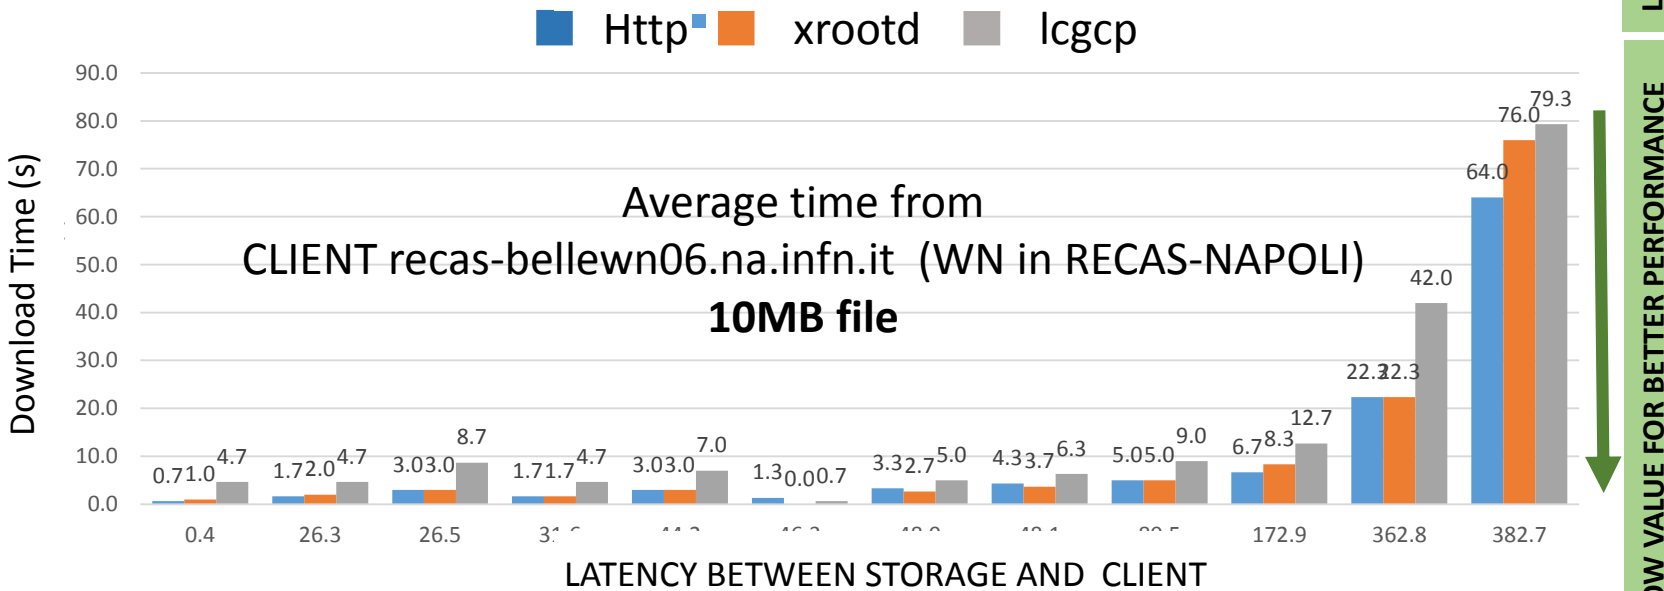 Http xrootd lcgcp
90.0
80.0
70.0
60.0
50.0
40.0
30.0
20.0
10.0
0.0
Download Time (s)
Average time from
CLIENT recas-bellewn06.na.infn.it (WN in RECAS-NAPOLI)
10MB file
0.7 1.0 4.7
1.7 2.0 4.7
3.0 3.0 8.7
1.7 1.7 4.7
3.0 3.0 7.0
1.3 0.0 0.7
3.3 2.7 5.0
4.3 3.7 6.3
5.0 5.0 9.0
6.7 8.3 12.7
22.3 22.3 42.0
64.0 76.0 79.3
0.4 26.3 26.5 172.9 362.8 382.7
LATENCY BETWEEN STORAGE AND CLIENT
VALUE FOR BETTER PERFORMANCE